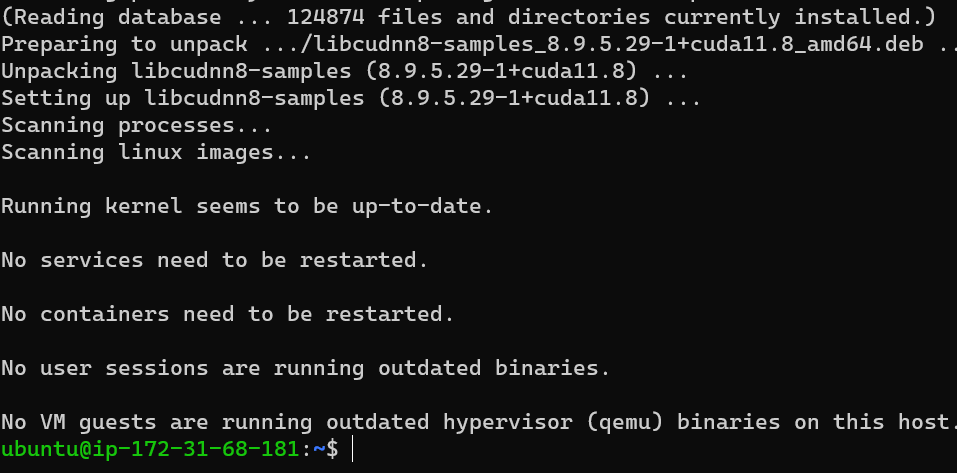 (Reading database ... 124874 files and directories currently installed.)
Preparing to unpack .../libcudnn8-samples_8.9.5.29-1+cuda11.8_amd64.deb ..
Unpacking libcudnn8-samples (8.9.5.29-1+cuda11.8) ...
Setting up libcudnn8-samples (8.9.5.29-1+cuda11.8) ...
Scanning processes...
Scanning linux images...
Running kernel seems to be up-to-date.
No services need to be restarted.
No containers need to be restarted.
No user sessions are running outdated binaries.
No VM guests are running outdated hypervisor (qemu) binaries on this host.
ubuntu@ip-172-31-68-181:~$